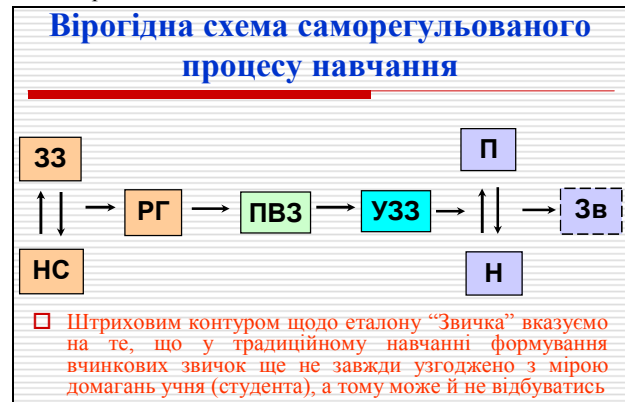 Вірогідна схема саморегульованого
процесу навчання
ЗЗ
П
РГ
ПВЗ
УЗЗ
Зв
НС
Н
Штриховим контуром щодо еталону “Звичка” вказуємо
на те, що у традиційному навчанні формування
вчинкових звичок ще не завжди узгоджено з мірою
домагань учня (студента), а тому може й не відбуватись